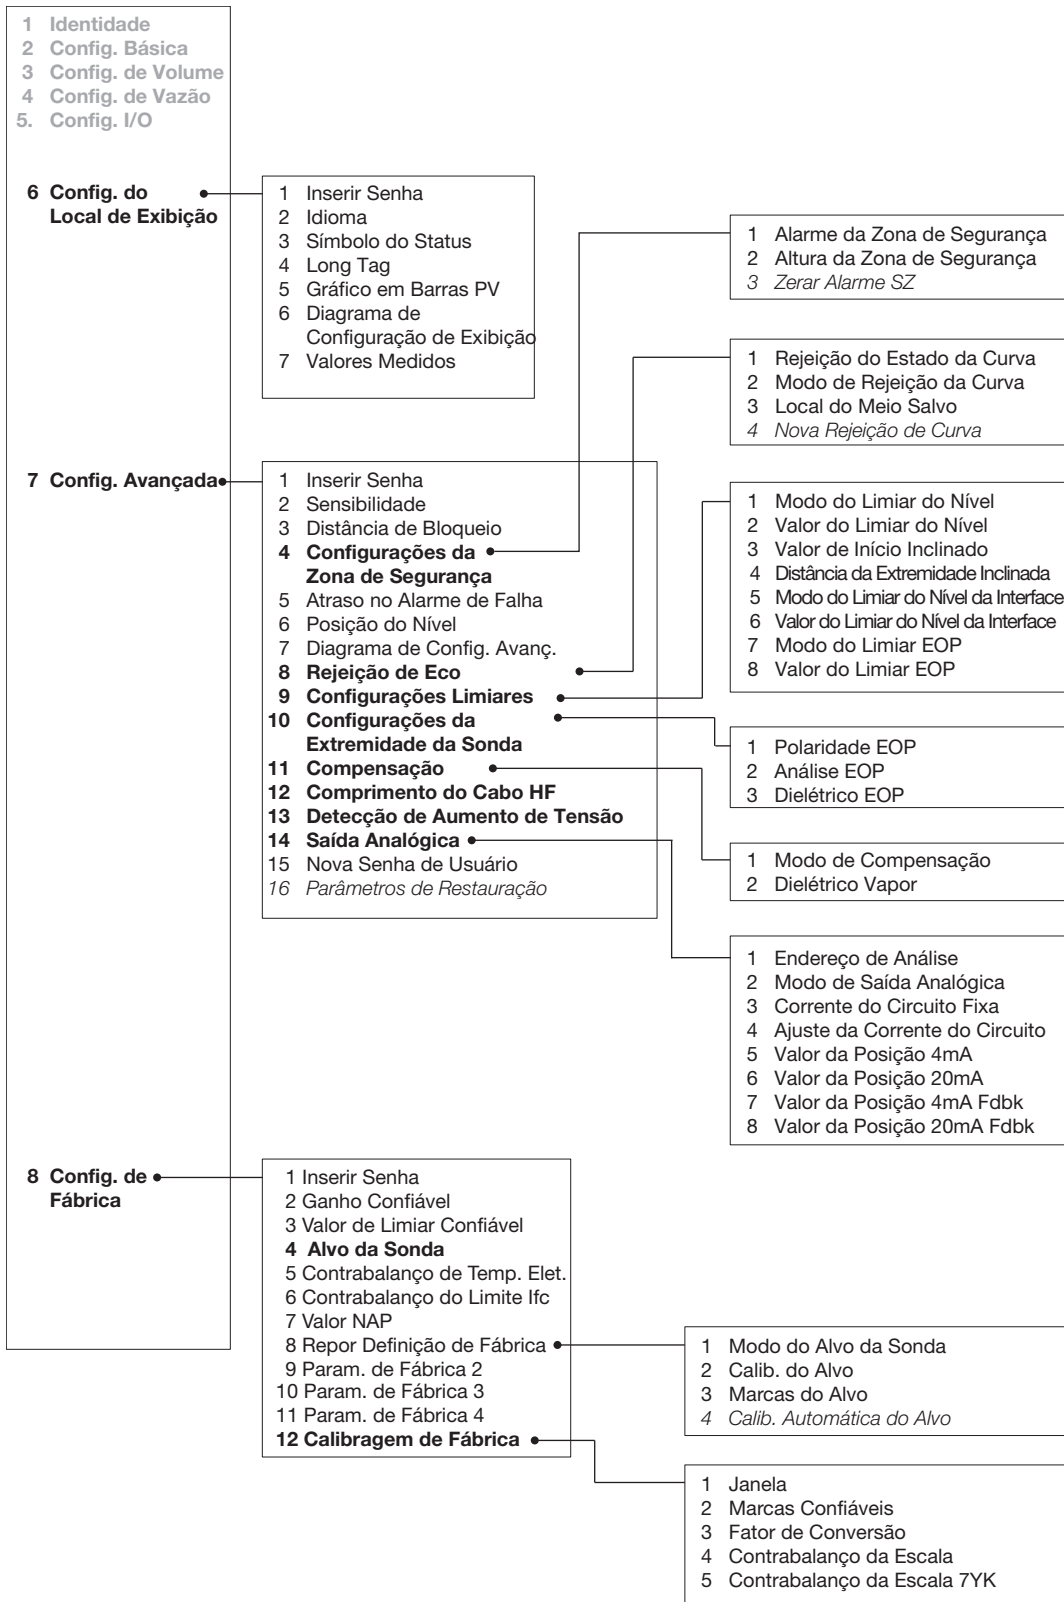 1 Identidade
2 Config. Básica
3 Config. de Volume
4 Config. de Vazão
5. Config. I/O
6 Config. do
Local de Exibição
1 Inserir Senha
2 Idioma
3 Símbolo do Status
4 Long Tag
5 Gráfico em Barras PV
6 Diagrama de
Configuração de Exibição
7 Valores Medidos
7 Config. Avançada
1 Inserir Senha
2 Sensibilidade
3 Distância de Bloqueio
4 Configurações da
Zona de Segurança
5 Atraso no Alarme de Falha
6 Posição do Nível
7 Diagrama de Config. Avanç.
8 Rejeição de Eco
9 Configurações Limiares
10 Configurações da
Extremidade da Sonda
11 Compensação
12 Comprimento do Cabo HF
13 Detecção de Aumento de Tensão
14 Saída Analógica
15 Nova Senha de Usuário
16 Parâmetros de Restauração
1 Alarme da Zona de Segurança
2 Altura da Zona de Segurança
3 Zerar Alarme SZ
1 Rejeição do Estado da Curva
2 Modo de Rejeição da Curva
3 Local do Meio Salvo
4 Nova Rejeição de Curva
1 Modo do Limiar do Nível
2 Valor do Limiar do Nível
3 Valor de Início Inclinado
4 Distância da Extremidade Inclinada
5 Modo do Limiar do Nível da Interface
6 Valor do Limiar do Nível da Interface
7 Modo do Limiar EOP
8 Valor do Limiar EOP
1 Polaridade EOP
2 Análise EOP
3 Dielétrico EOP
1 Modo de Compensação
2 Dielétrico Vapor
1 Endereço de Análise
2 Modo de Saída Analógica
3 Corrente do Circuito Fixa
4 Ajuste da Corrente do Circuito
5 Valor da Posição 4mA
6 Valor da Posição 20mA
7 Valor da Posição 4mA Fdbk
8 Valor da Posição 20mA Fdbk
8 Config. de
Fábrica
1 Inserir Senha
2 Ganho Confiável
3 Valor de Limiar Confiável
4 Alvo da Sonda
5 Contrabalanço de Temp. Elet.
6 Contrabalanço do Limite Ifc
7 Valor NAP
8 Repor Definição de Fábrica
9 Param. de Fábrica 2
10 Param. de Fábrica 3
11 Param. de Fábrica 4
12 Calibragem de Fábrica
1 Modo do Alvo da Sonda
2 Calib. do Alvo
3 Marcas do Alvo
4 Calib. Automática do Alvo
1 Janela
2 Marcas Confiáveis
3 Fator de Conversão
4 Contrabalanço da Escala
5 Contrabalanço da Escala 7YK